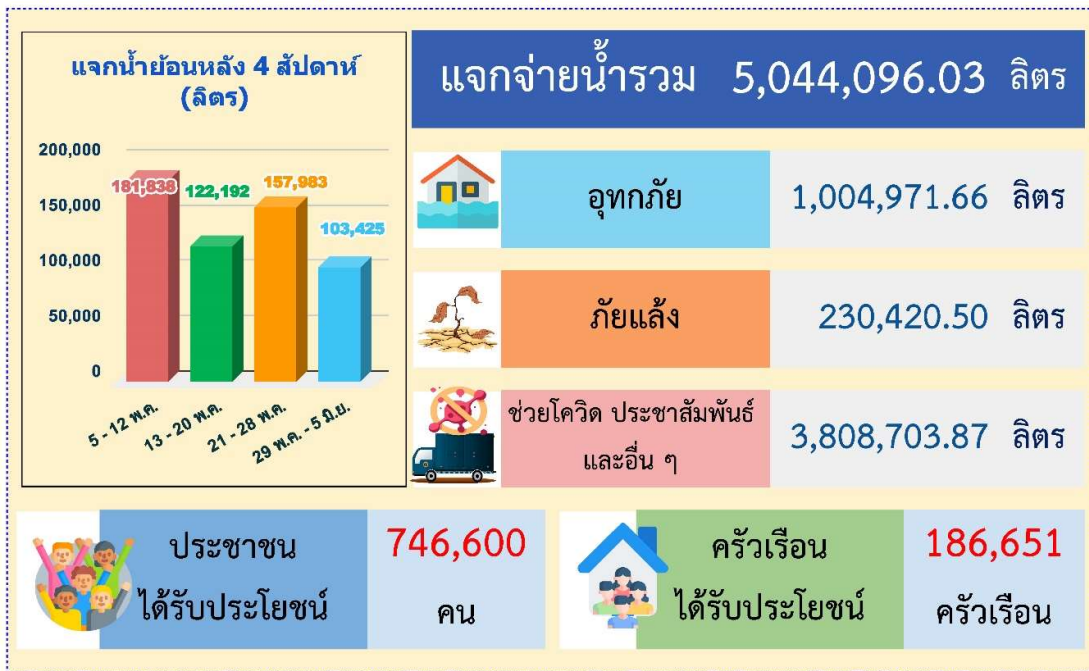 แจกน้ำย้อนหลัง 4 สัปดาห์
(ลิตร)
200,000
150,000
100,000
50,000
0
181,838
122,192
157,983
103,425
5 - 12 พ.ค.
13 - 20 พ.ค.
21 - 28 พ.ค.
29 พ.ค. - 5 มิ.ย.
แจกจ่ายน้ำรวม 5,044,096.03 ลิตร
อุทกภัย 1,004,971.66 ลิตร
ภัยแล้ง 230,420.50 ลิตร
ช่วยโควิด ประชาสัมพันธ์
และอื่น ๆ
3,808,703.87 ลิตร
ประชาชน
ได้รับประโยชน์
746,600
คน
ครัวเรือน
ได้รับประโยชน์
186,651
ครัวเรือน